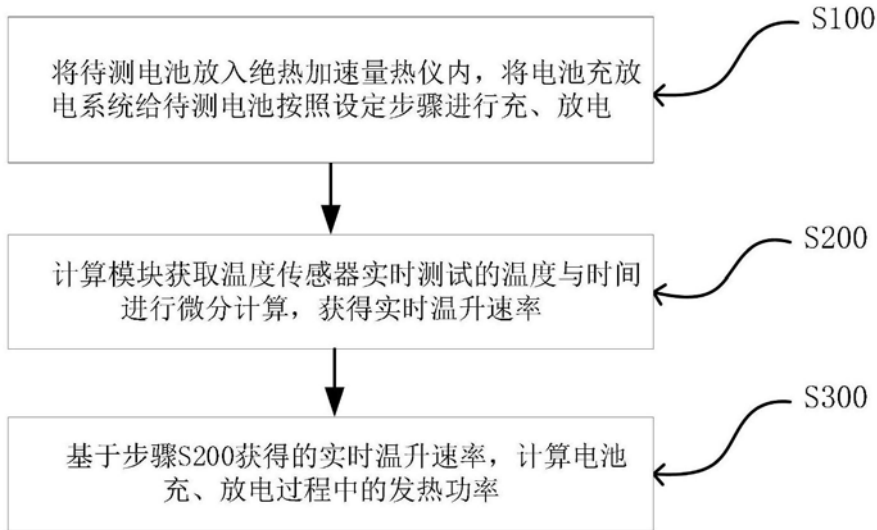 S100
将待测电池放入绝热加速量热仪内，将电池充放
电系统给待测电池按照设定步骤进行充、放电
S200
计算模块获取温度传感器实时测试的温度与时间
进行微分计算，获得实时温升速率
S300
基于步骤S200获得的实时温升速率，计算电池
充、放电过程中的发热功率